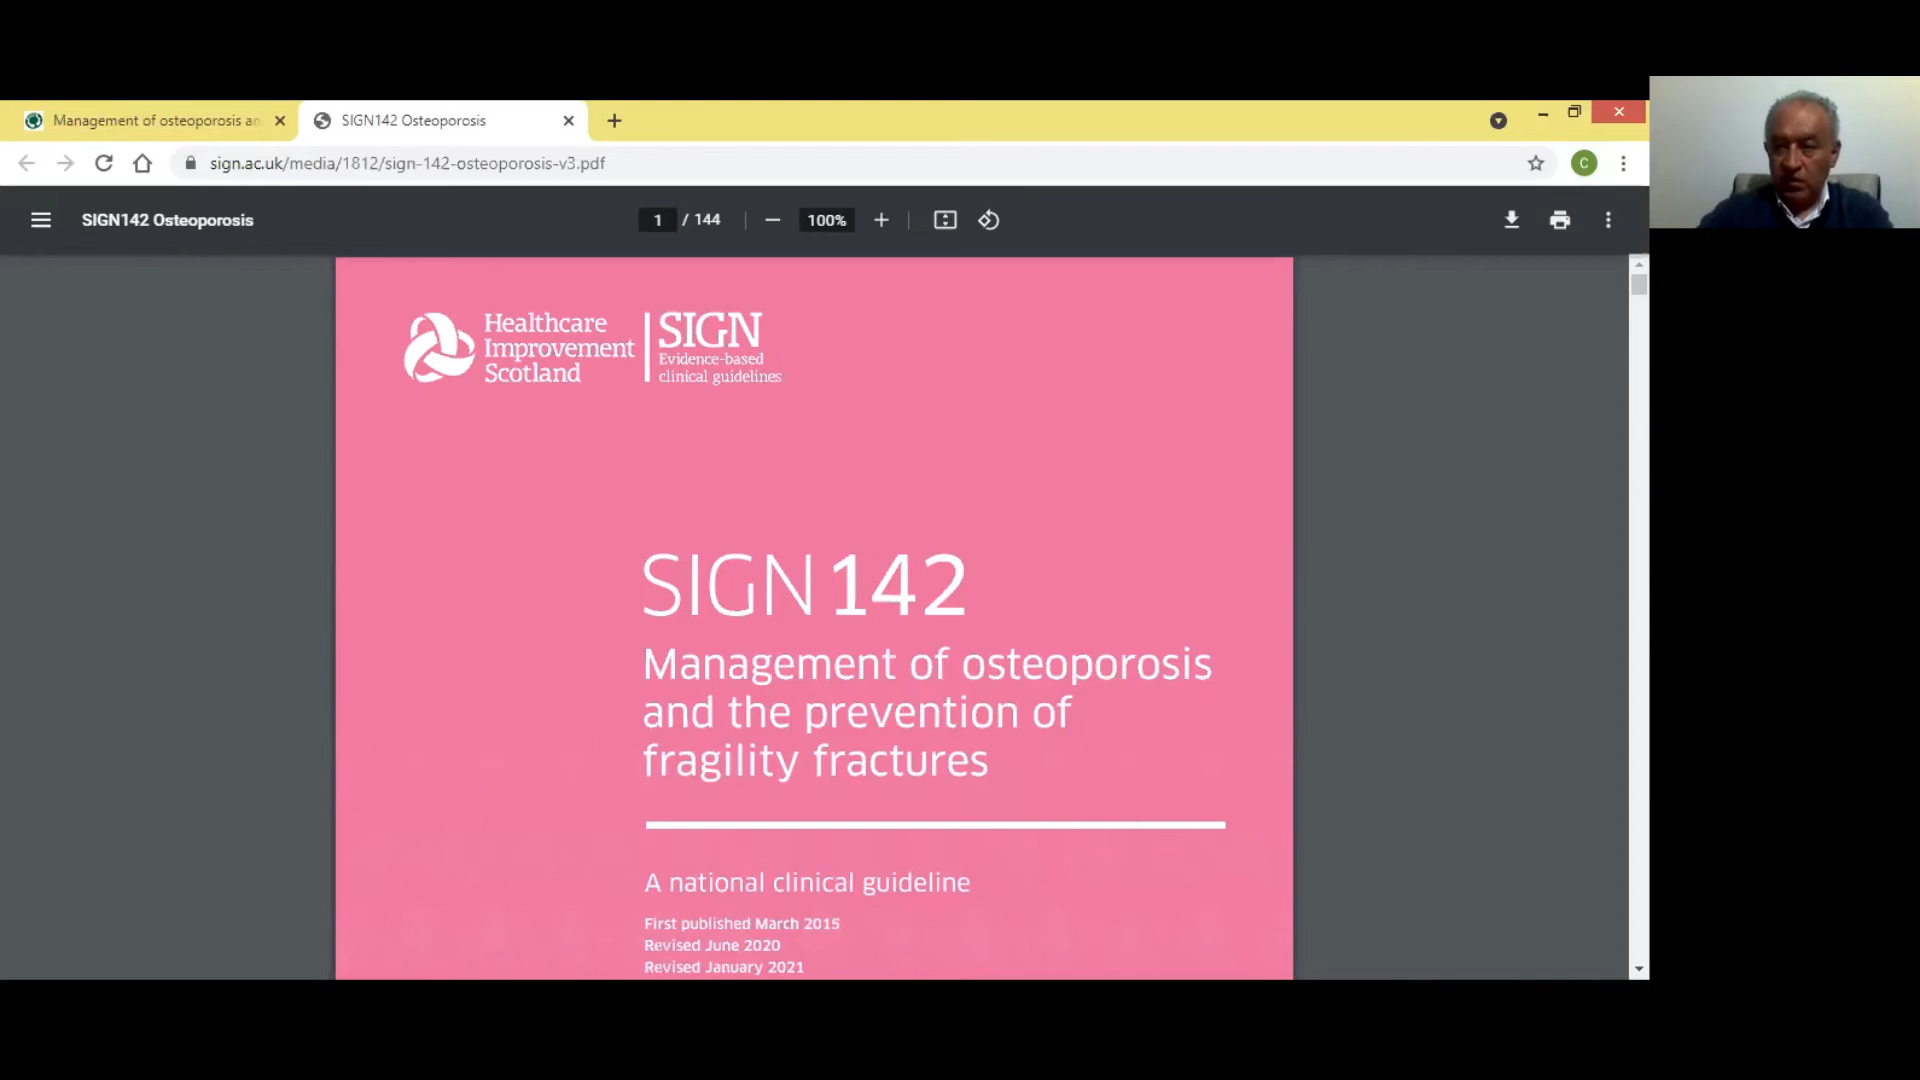 Management of osteoporosis an
SIGN142 Osteoporosis
sign.ac.uk/media/1812/sign-142-osteoporosis-v3.pdf
C
SIGN142 Osteoporosis
1 / 144
100%
Healthcare
Improvement
Scotland
SIGN
Evidence-based
clinical guidelines
SIGN 142
Management of osteoporosis
and the prevention of
fragility fractures
A national clinical guideline
First published March 2015
Revised June 2020
Revised January 2021